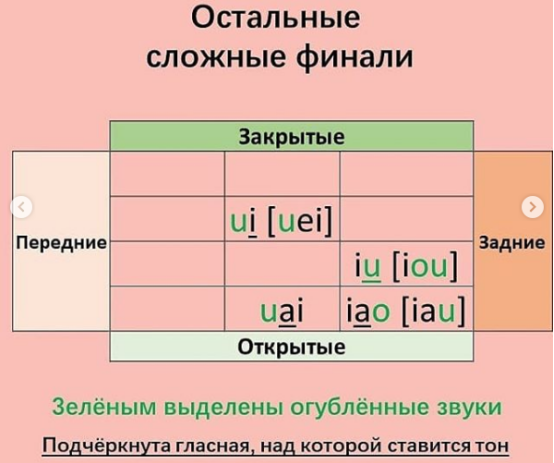 Остальные
сложные финали
Закрытые
ui [uei]
Передние
Задние
iu [iou]
uai
iao [iau]
Открытые
Зелёным выделены огублённые звуки
Подчёркнута гласная, над которой ставится тон